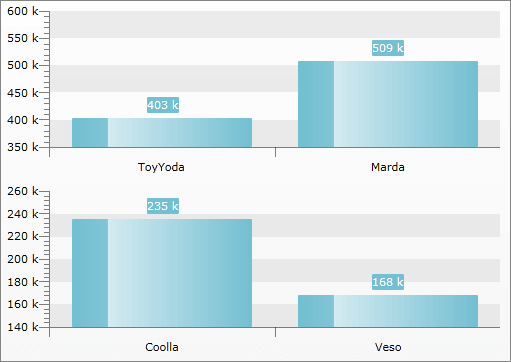 600 k
550 k
509 k
500 k
450 k
403 k
400 k
350 k
ToyYoda Marda
260 k
240 k
235 k
220 k
200 k
180 k
168 k
160 k
140 k
Coolla Veso